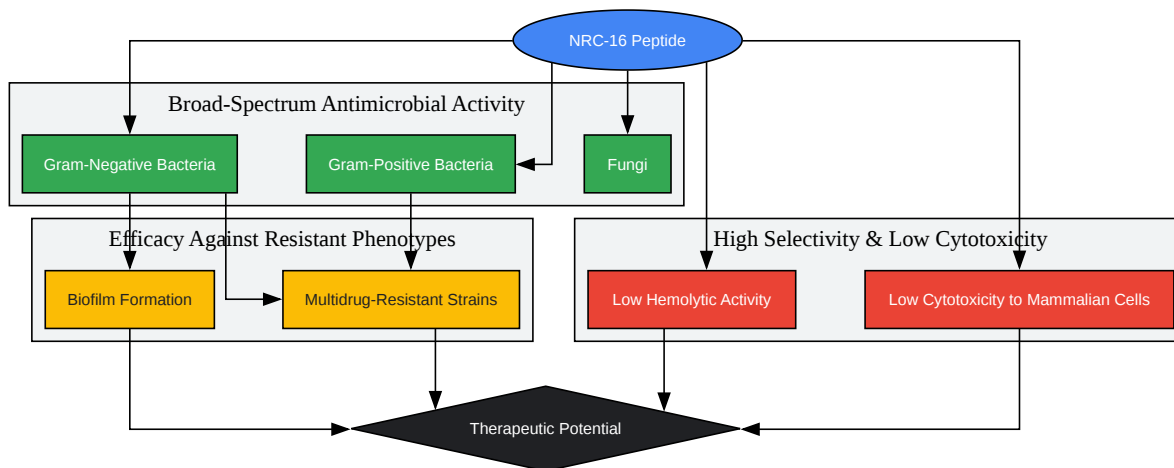 NRC-16 Peptide
Broad-Spectrum Antimicrobial Activity
Gram-Negative Bacteria
Gram-Positive Bacteria
Fungi
Efficacy Against Resistant Phenotypes
High Selectivity & Low Cytotoxicity
Biofilm Formation
Multidrug-Resistant Strains
Low Hemolytic Activity
Low Cytotoxicity to Mammalian Cells
Therapeutic Potential